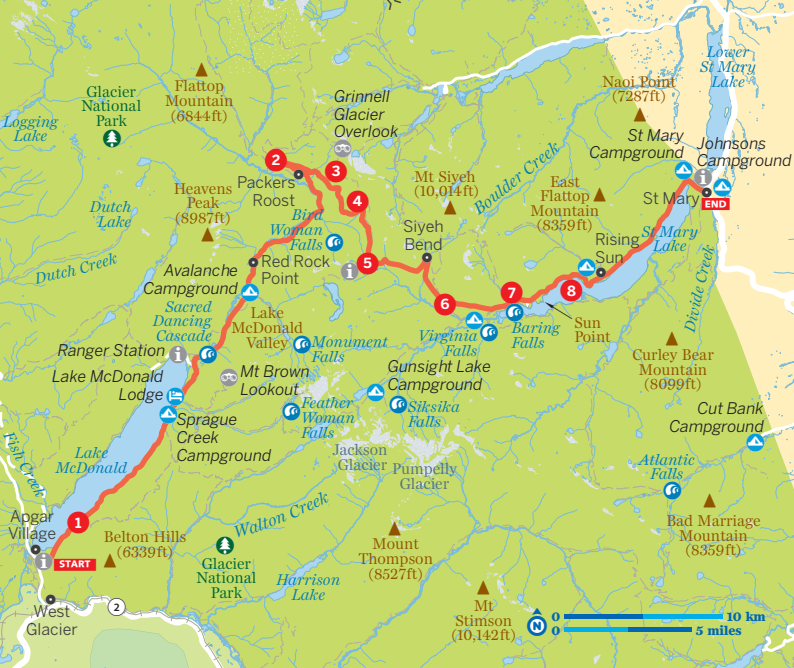 Lower
St Mary
Lake
Naoi Point
(7287ft)
Glacier
National
Park
Flattop
Mountain
(6844ft)
Grinnell
Glacier
Overlook
Logging
Lake
St Mary
Campground
Johnsons
Campground
2
3
Packers
Roost
Mt Siyeh
(10,014ft)
Boulder Creek
East
Flattop
Mountain
(8359ft)
St Mary
END
Heavens
Peak
(8987ft)
4
Dutch
Lake
Bird
Woman
Falls
Siyeh
Bend
St Mary
Lake
Rising
Sun
Dutch Creek
Avalanche
Campground
Red Rock
Point
5
Divide Creek
6
7
8
Sacred
Dancing
Cascade
Lake
McDonald
Valley
Monument
Falls
Virginia
Falls
Baring
Falls
Sun
Point
Curley Bear
Mountain
(8099ft)
Ranger Station
Lake McDonald
Lodge
Mt Brown
Lookout
Gunsight Lake
Campground
Siksika
Falls
Feather
Woman
Falls
Sprague
Creek
Campground
Cut Bank
Campground
Fish Creek
Lake
McDonald
Jackson
Glacier
Pumpelly
Glacier
Atlantic
Falls
Walton Creek
1
Apgar
Village
Belton Hills
(6339ft)
START
Glacier
National
Park
Mount
Thompson
(8527ft)
Bad Marriage
Mountain
(8359ft)
Harrison
Lake
West
Glacier
2
Mt
Stimson
(10,142ft)
N
0 10 km
0 5 miles